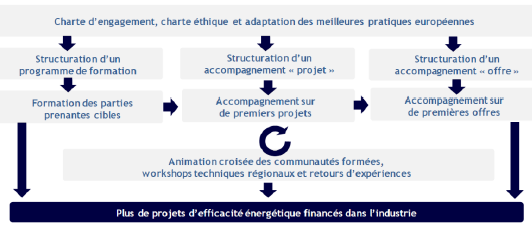 Charte d'engagement, charte éthique et adaptation des meilleures pratiques européennes
Structuration d'un
programme de formation
Structuration d'un
accompagnement « projet »
Structuration d'un
accompagnement « offre »
Formation des parties
prenantes cibles
Accompagnement sur
de premiers projets
Accompagnement sur
de premières offres
Animation croisée des communautés formées,
workshops techniques régionaux et retours d'expériences
Plus de projets d'efficacité énergétique financés dans l'industrie